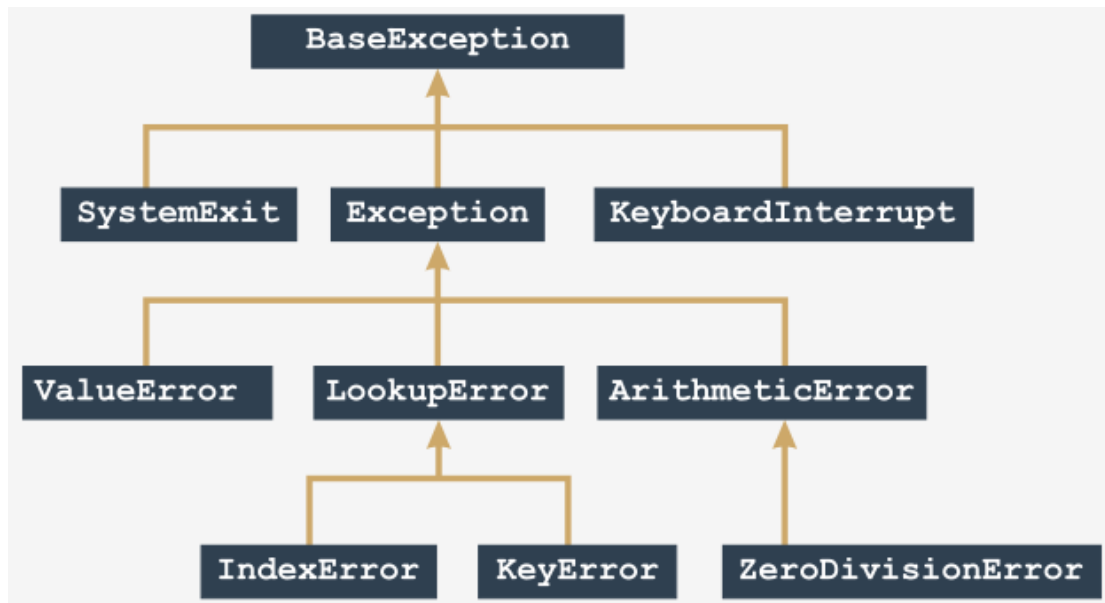 BaseException
SystemExit
Exception
KeyboardInterrupt
ValueError
LookupError
ArithmeticError
IndexError
KeyError
ZeroDivisionError